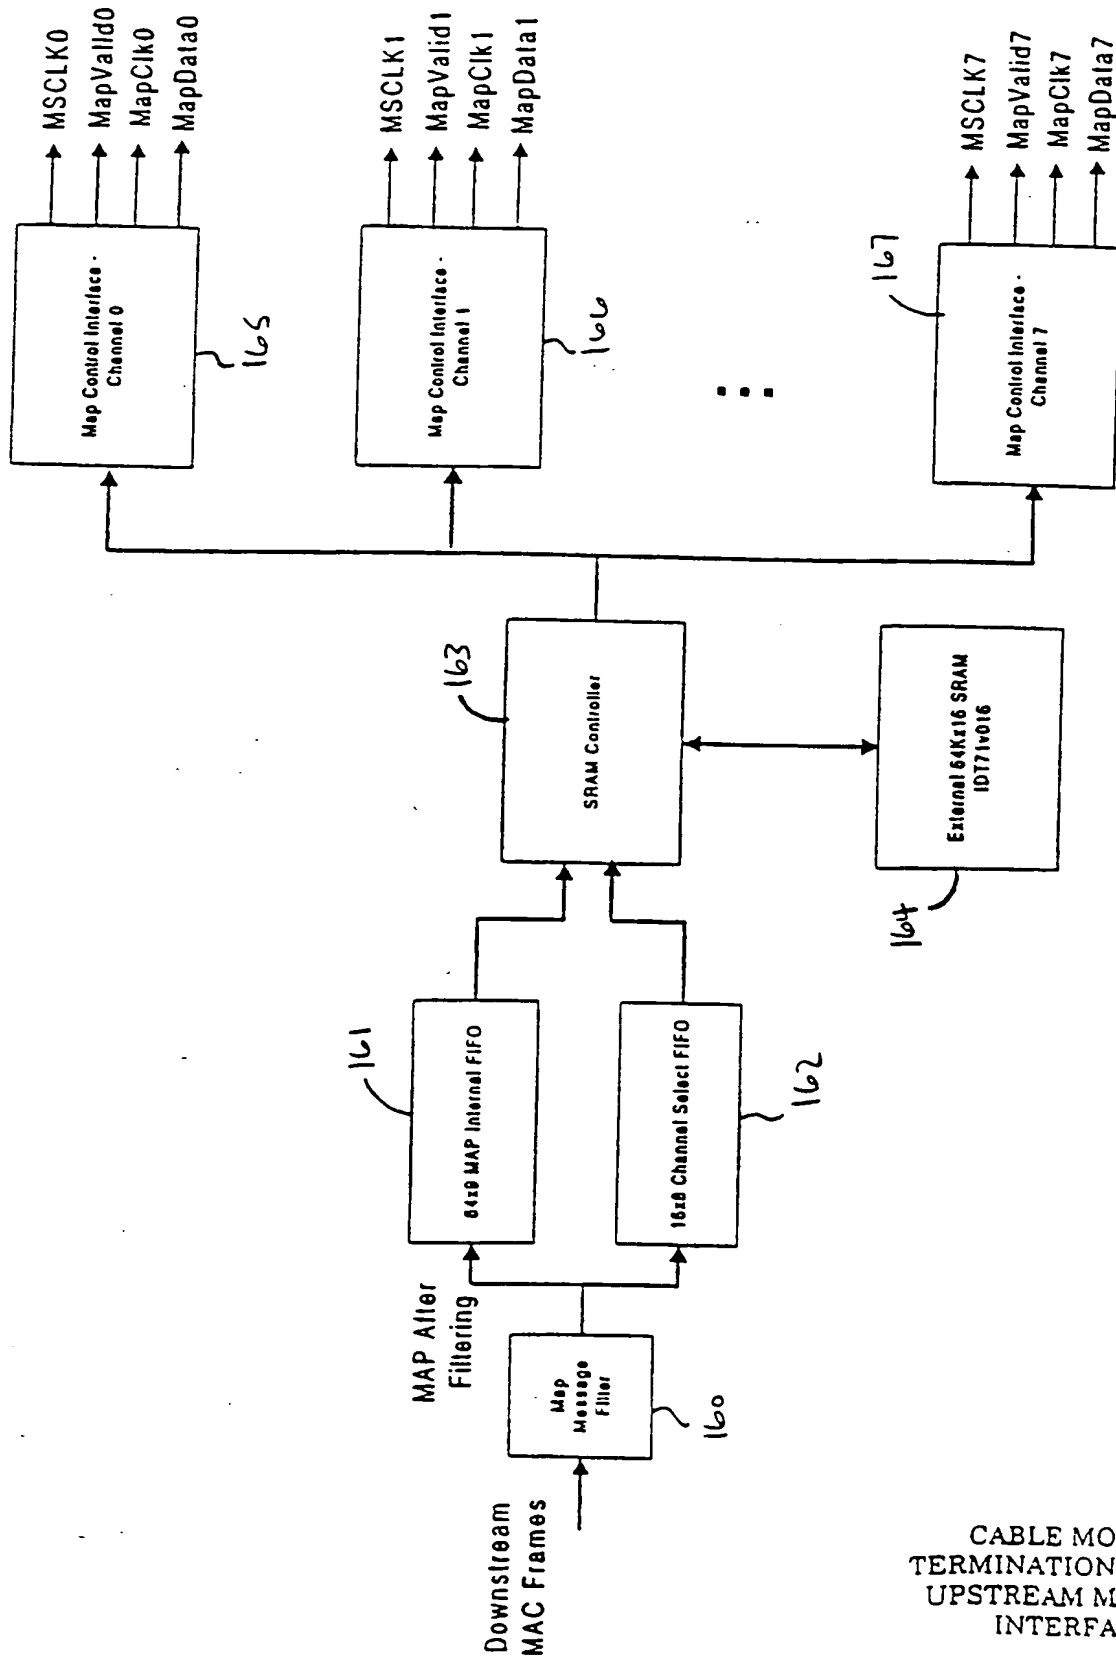 Downstream
MAC Frames
Map
Message
Filter
160
MAP After
Filtering
64x9 MAP Internal FIFO
161
16x8 Channel Select FIFO
162
SRAM Controller
163
External 64Kx16 SRAM
IDT71v016
164
Map Control Interface -
Channel 0
165
MSCLK0
MapValid0
MapClk0
MapData0
Map Control Interface -
Channel 1
166
MSCLK1
MapValid1
MapClk1
MapData1
Map Control Interface -
Channel 7
167
MSCLK7
MapValid7
MapClk7
MapData7
CABLE MO
TERMINATION
UPSTREAM M
INTERFA